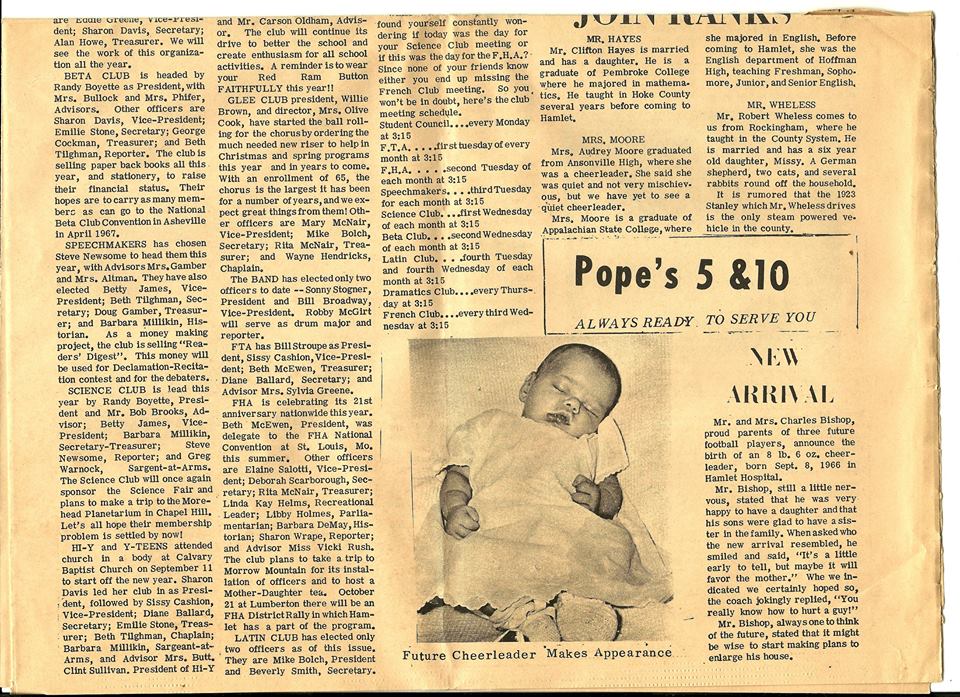 are Eddie Greene, Vice-Presi-
dent; Sharon Davis, Secretary;
Alan Howe, Treasurer. We will
see the work of this organiza-
tion all the year.
BETA CLUB is headed by
Randy Boyette as President, with
Mrs. Bullock and Mrs. Phifer,
Advisors. Other officers are
Sharon Davis, Vice-President;
Emilie Stone, Secretary; George
Cockman, Treasurer; and Beth
Tilghman, Reporter. The club is
selling paper back books all this
year, and stationery, to raise
their financial status. Their
hopes are to carry as many mem-
bers as can go to the National
Beta Club Convention in Asheville
in April 1967.
SPEECHMAKERS has chosen
Steve Newsome to head them this
year, with Advisors Mrs. Gamber
and Mrs. Altman. They have also
elected Betty James, Vice-
President; Beth Tilghman, Sec-
retary; Doug Gamber, Treasur-
er; and Barbara Millikin, His-
torian. As a money making
project, the club is selling "Rea-
ders' Digest". This money will
be used for Declamation-Recita-
tion contest and for the debaters.
SCIENCE CLUB is lead this
year by Randy Boyette, Presi-
dent and Mr. Bob Brooks, Ad-
visor; Betty James, Vice-
President; Barbara Millikin,
Secretary-Treasurer; Steve
Newsome, Reporter; and Greg
Warnock, Sargent-at-Arms.
The Science Club will once again
sponsor the Science Fair and
plans to make a trip to the More-
head Planetarium in Chapel Hill.
Let's all hope their membership
problem is settled by now!
HI-Y and Y-TEENS attended
church in a body at Calvary
Baptist Church on September 11
to start off the new year. Sharon
Davis led her club in as Presi-
dent, followed by Sissy Cashion,
Vice-President; Diane Ballard,
Secretary; Emilie Stone, Treas-
urer; Beth Tilghman, Chaplain;
Barbara Millikin, Sargeant-at-
Arms, and Advisor Mrs. Butt.
Clint Sullivan, President of Hi-Y
and Mr. Carson Oldham, Advis-
or. The club will continue its
drive to better the school and
create enthusiasm for all school
activities. A reminder is to wear
your Red Ram Button
FAITHFULLY this year!!
GLEE CLUB president, Willie
Brown, and director, Mrs. Olive
Cook, have started the ball roll-
ing for the chorus by ordering the
much needed new riser to help in
Christmas and spring programs
this year and in years to come.
With an enrollment of 65, the
chorus is the largest it has been
for a number of years, and we ex-
pect great things from them! Oth-
er officers are Mary McNair,
Vice-President; Mike Bolch,
Secretary; Rita McNair, Trea-
surer; and Wayne Hendricks,
Chaplain.
The BAND has elected only two
officers to date -- Sonny Stogner,
President and Bill Broadway,
Vice-President. Robby McGirt
will serve as drum major and
reporter.
FTA has Bill Stroupe as Presi-
dent, Sissy Cashion, Vice-Presi-
dent; Beth McEwen, Treasurer;
Diane Ballard, Secretary; and
Advisor Mrs. Sylvia Greene.
FHA is celebrating its 21st
anniversary nationwide this year.
Beth McEwen, President, was
delegate to the FHA National
Convention at St. Louis, Mo.
this summer. Other officers
are Elaine Salotti, Vice-Presi-
dent; Deborah Scarborough, Sec-
retary; Rita McNair, Treasurer;
Linda Kay Helms, Recreational
Leader; Libby Holmes, Parlia-
mentarian; Barbara DeMay, His-
torian; Sharon Wrape, Reporter;
and Advisor Miss Vicki Rush.
The club plans to take a trip to
Morrow Mountain for its instal-
lation of officers and to host a
Mother-Daughter tea. October
21 at Lumberton there will be an
FHA District Rally in which Ham-
let has a part of the program.
LATIN CLUB has elected only
two officers as of this issue.
They are Mike Bolch, President
and Beverly Smith, Secretary.
found yourself constantly won-
dering if today was the day for
your Science Club meeting or
if this was the day for the F.H.A.?
Since none of your friends know
either you end up missing the
French Club meeting. So you
won't be in doubt, here's the club
meeting schedule.
Student Council....every Monday
at 3:15
F.T.A. ....first tuesday of every
month at 3:15
F.H.A. ....second Tuesday of
each month at 3:15
Speechmakers....third Tuesday
for each month at 3:15
Science Club....first Wednesday
of each month at 3:15
Beta Club....second Wednesday
of each month at 3:15
Latin Club....fourth Tuesday
and fourth Wednesday of each
month at 3:15
Dramatics Club....every Thurs-
day at 3:15
French Club....every third Wed-
nesday at 3:15
JOIN RANKS
MR. HAYES
Mr. Clifton Hayes is married
and has a daughter. He is a
graduate of Pembroke College
where he majored in mathema-
tics. He taught in Hoke County
several years before coming to
Hamlet.
MRS. MOORE
Mrs. Audrey Moore graduated
from Ansonville High, where she
was a cheerleader. She said she
was quiet and not very mischiev-
ous, but we have yet to see a
quiet cheerleader.
Mrs. Moore is a graduate of
Appalachian State College, where
she majored in English. Before
coming to Hamlet, she was the
English department of Hoffman
High, teaching Freshman, Sopho-
more, Junior, and Senior English.
MR. WHELESS
Mr. Robert Wheless comes to
us from Rockingham, where he
taught in the County System. He
is married and has a six year
old daughter, Missy. A German
shepherd, two cats, and several
rabbits round off the household.
It is rumored that the 1923
Stanley which Mr. Wheless drives
is the only steam powered ve-
hicle in the county.
Pope's 5 & 10
ALWAYS READY TO SERVE YOU
Future Cheerleader Makes Appearance
NEW
ARRIVAL
Mr. and Mrs. Charles Bishop,
proud parents of three future
football players, announce the
birth of an 8 lb. 6 oz. cheer-
leader, born Sept. 8, 1966 in
Hamlet Hospital.
Mr. Bishop, still a little ner-
vous, stated that he was very
happy to have a daughter and that
his sons were glad to have a sis-
ter in the family. When asked who
the new arrival resembled, he
smiled and said, "It's a little
early to tell, but maybe it will
favor the mother." Whe we in-
dicated we certainly hoped so,
the coach jokingly replied, "You
really know how to hurt a guy!"
Mr. Bishop, always one to think
of the future, stated that it might
be wise to start making plans to
enlarge his house.